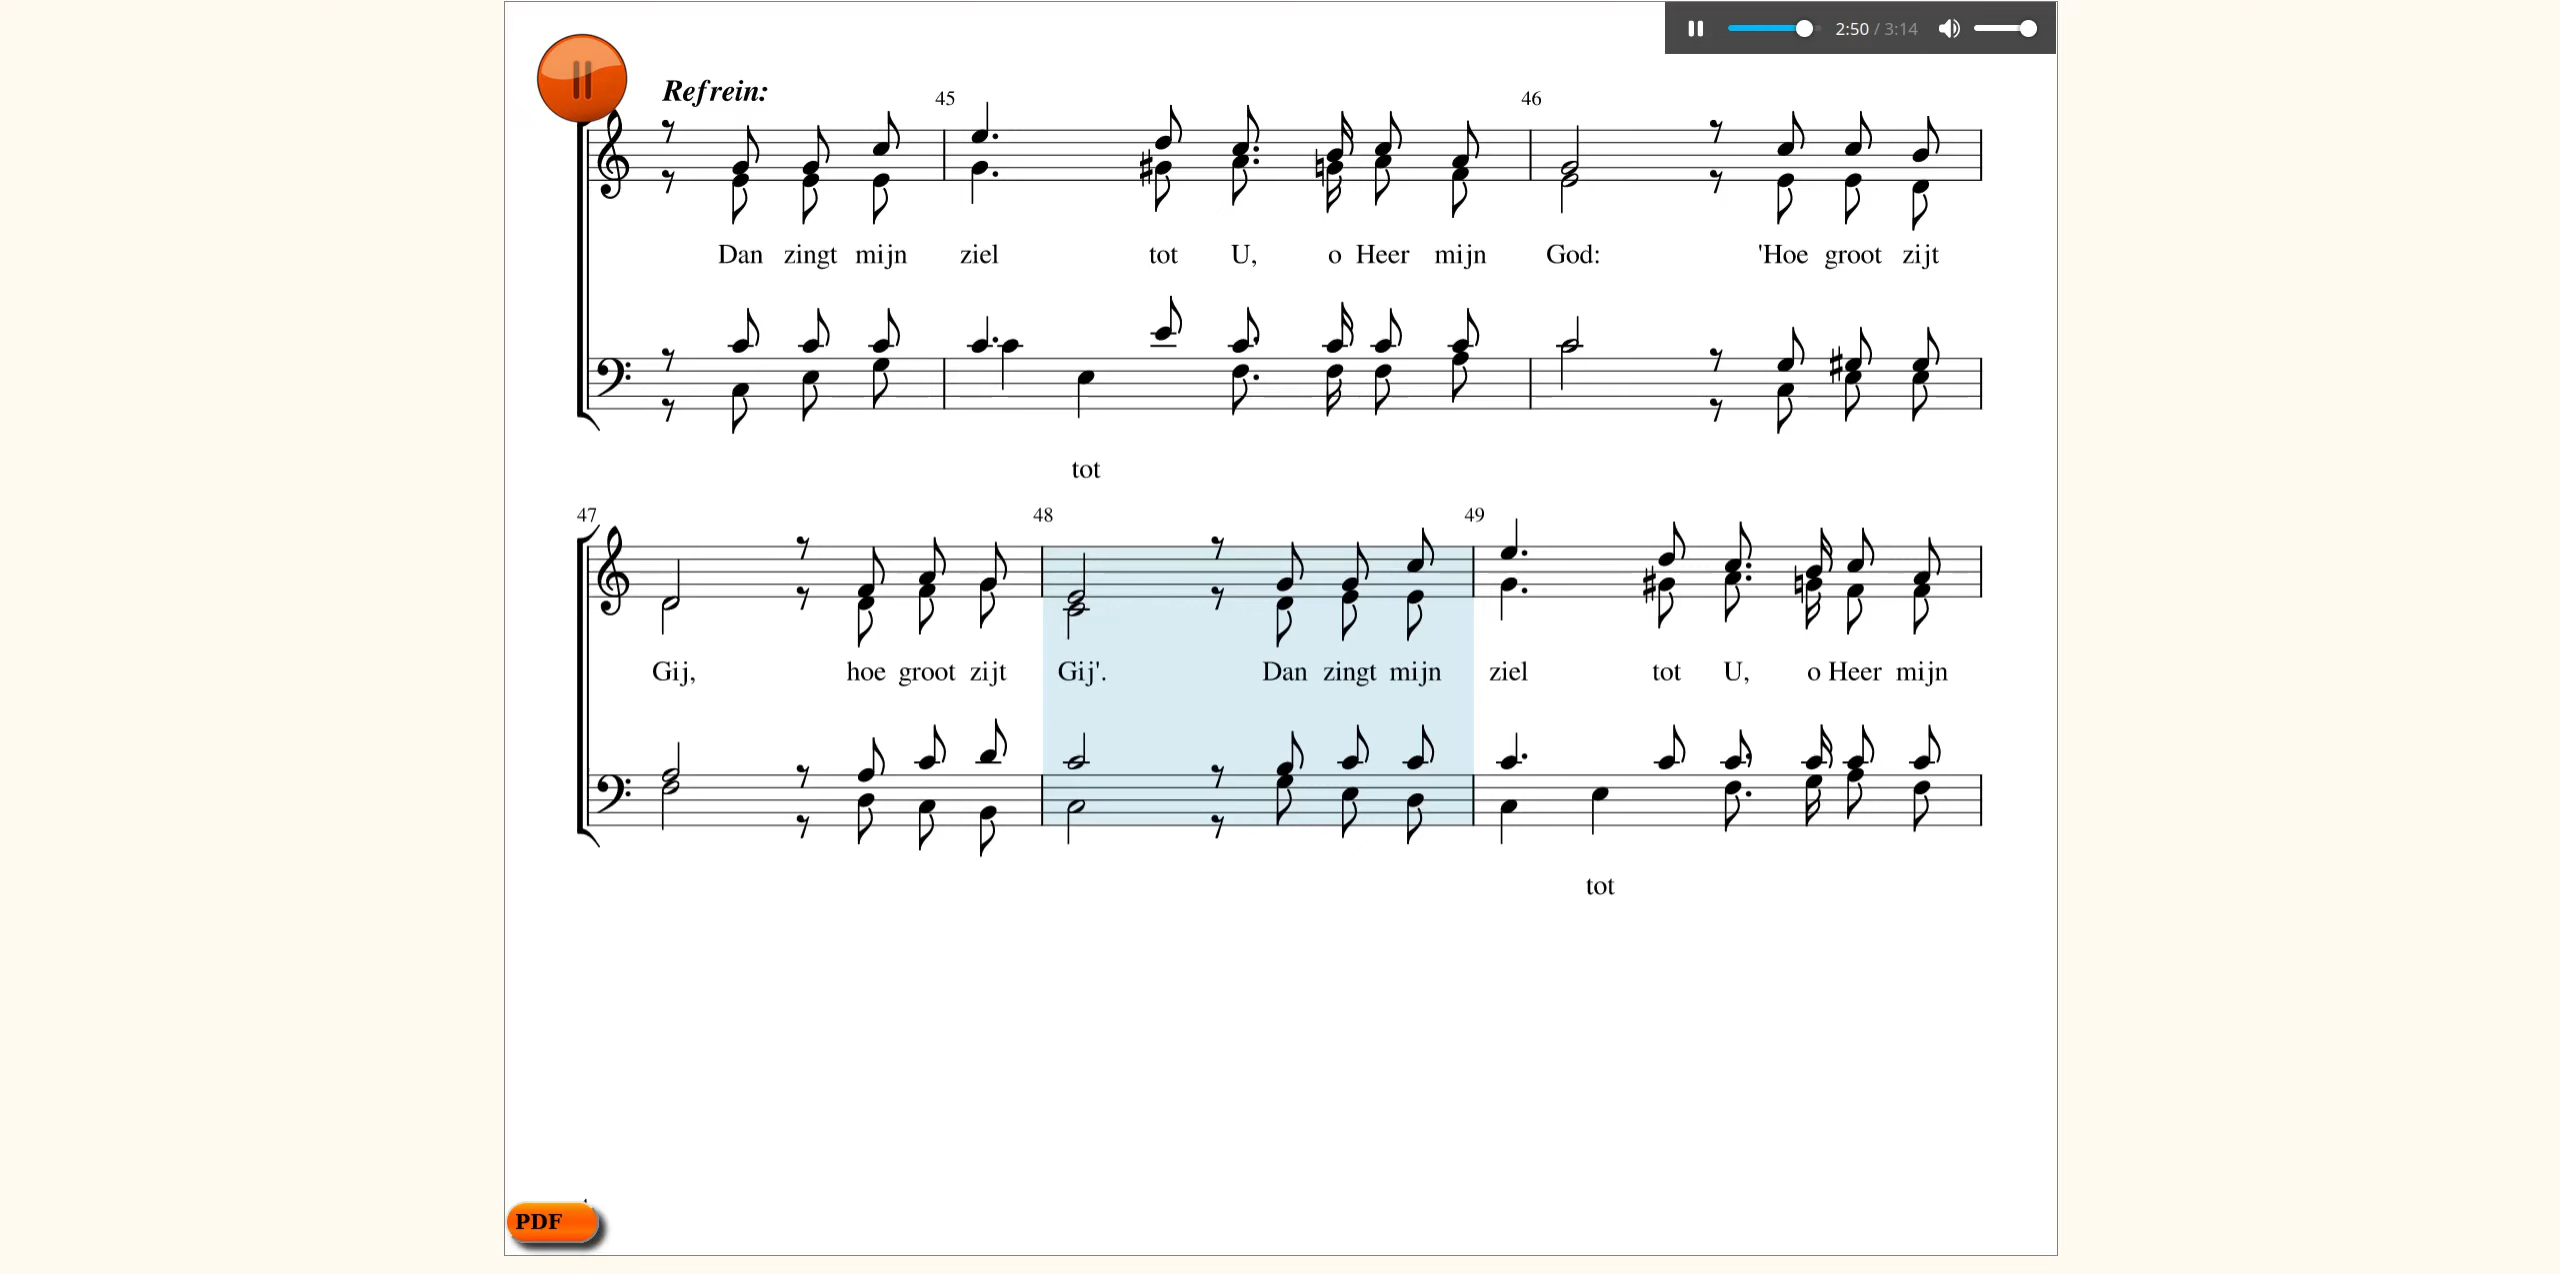 2:50 / 3:14
Refrein:
45
46
Dan zingt mijn ziel tot U, o Heer mijn God: 'Hoe groot zijt
tot
47
48
49
Gij, hoe groot zijt Gij'. Dan zingt mijn ziel tot U, o Heer mijn
tot
PDF